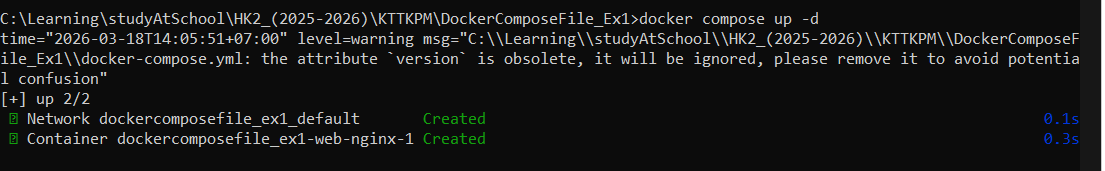 C:\Learning\studyAtSchool\HK2_(2025-2026)\KTTKPM\DockerComposeFile_Ex1>docker compose up -d
time="2026-03-18T14:05:51+07:00" level=warning msg="C:\\Learning\\studyAtSchool\\HK2_(2025-2026)\\KTTKPM\\DockerComposeF
ile_Ex1\\docker-compose.yml: the attribute `version` is obsolete, it will be ignored, please remove it to avoid potentia
l confusion"
[+] up 2/2
Network dockercomposefile_ex1_default Created 0.1s
Container dockercomposefile_ex1-web-nginx-1 Created 0.3s